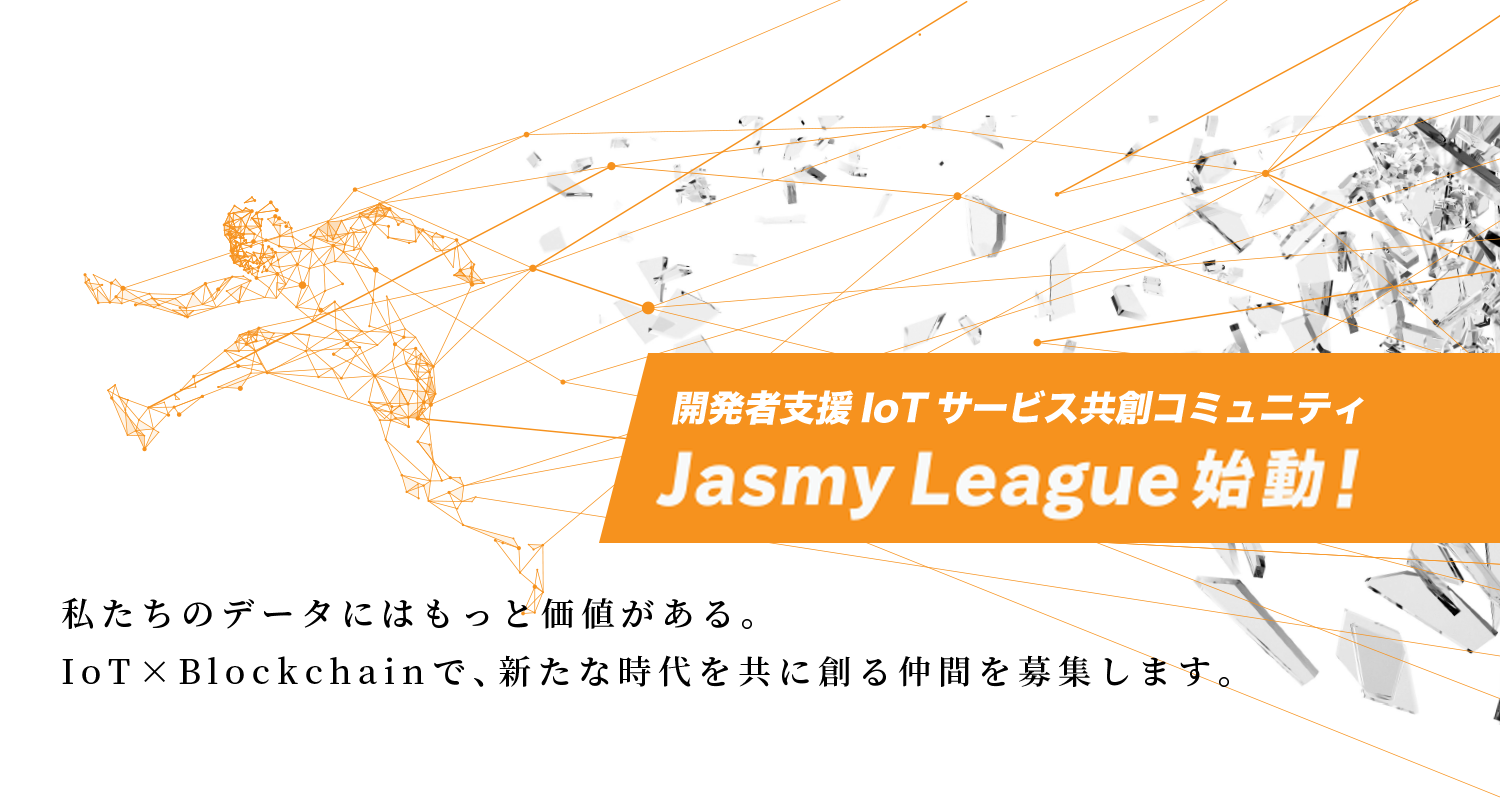 開発者支援 IoT サービス共創コミュニティ
Jasmy League 始動！
私たちのデータにはもっと価値がある。
IoT×Blockchainで、新たな時代を共に創る仲間を募集します。